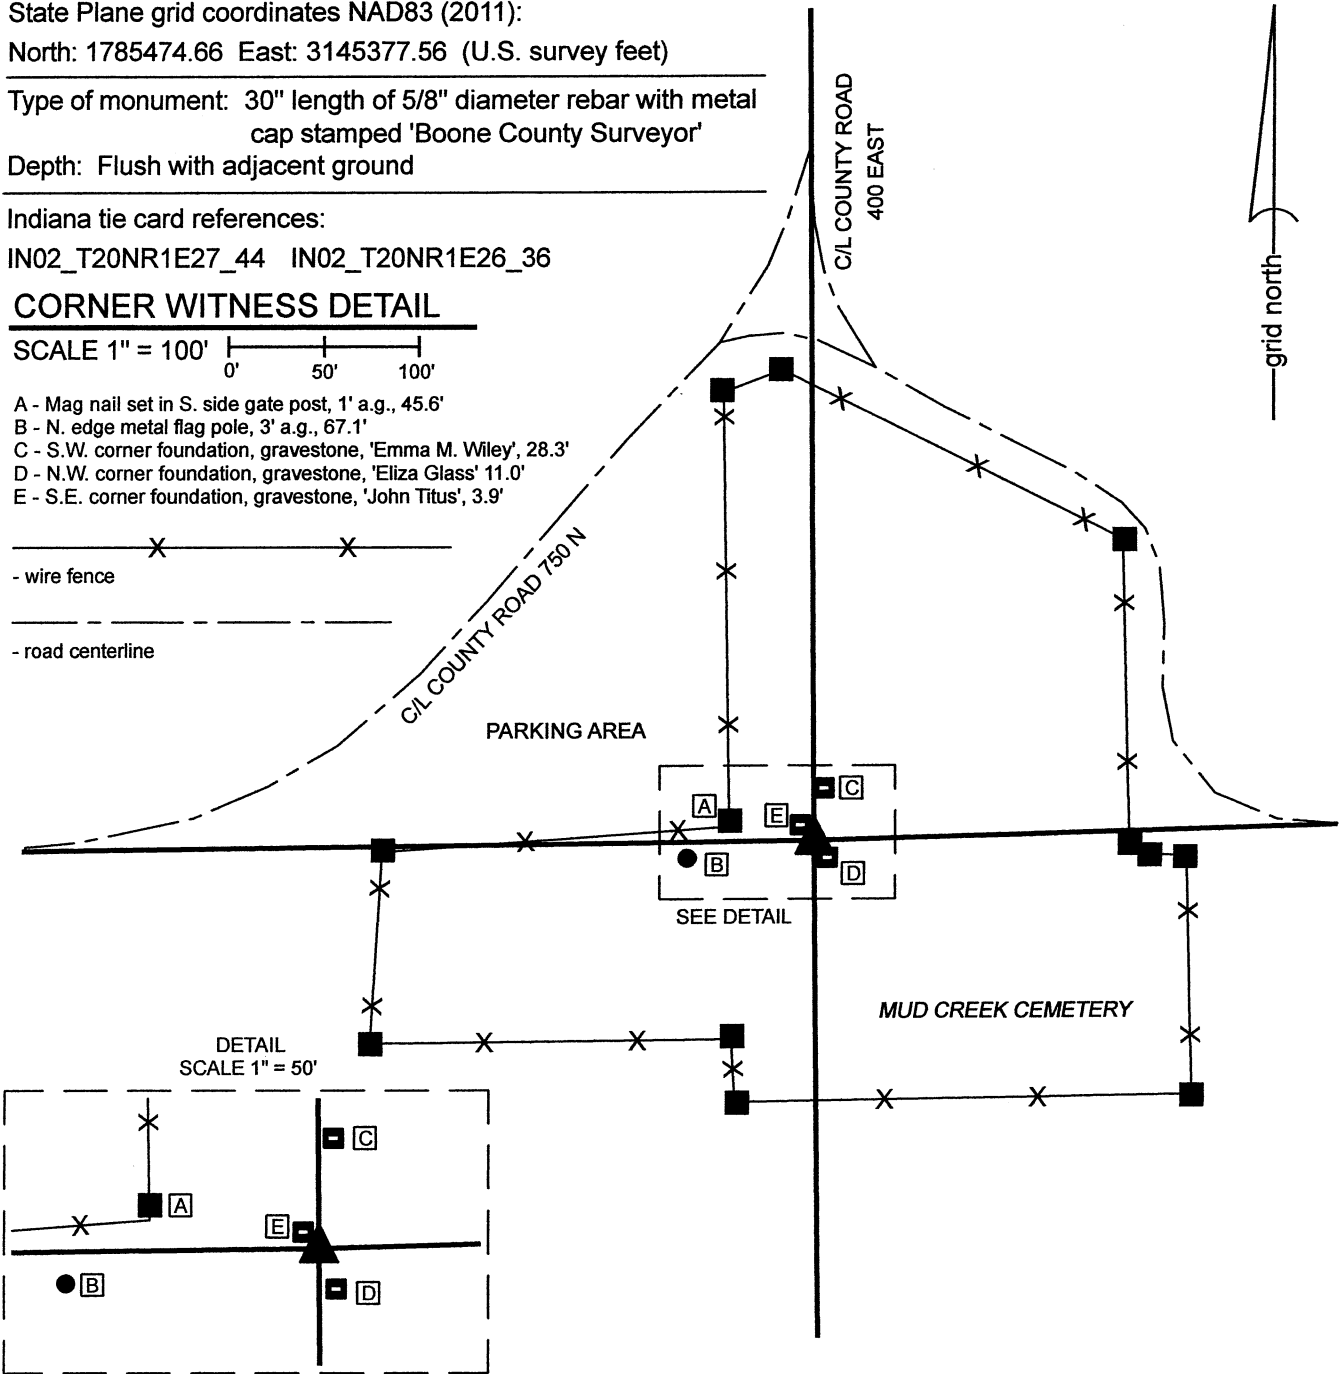 State Plane grid coordinates NAD83 (2011):
North: 1785474.66 East: 3145377.56 (U.S. survey feet)
Type of monument: 30" length of 5/8" diameter rebar with metal
cap stamped 'Boone County Surveyor'
Depth: Flush with adjacent ground
Indiana tie card references:
IN02_T20NR1E27_44 IN02_T20NR1E26_36
CORNER WITNESS DETAIL
SCALE 1" = 100'
0' 50' 100'
A - Mag nail set in S. side gate post, 1' a.g., 45.6'
B - N. edge metal flag pole, 3' a.g., 67.1'
C - S.W. corner foundation, gravestone, 'Emma M. Wiley', 28.3'
D - N.W. corner foundation, gravestone, 'Eliza Glass' 11.0'
E - S.E. corner foundation, gravestone, 'John Titus', 3.9'
- wire fence
- road centerline
C/L COUNTY ROAD
400 EAST
grid north
C/L COUNTY ROAD 750 N
PARKING AREA
C
A
E
B
D
SEE DETAIL
MUD CREEK CEMETERY
DETAIL
SCALE 1" = 50'
C
A
E
B
D